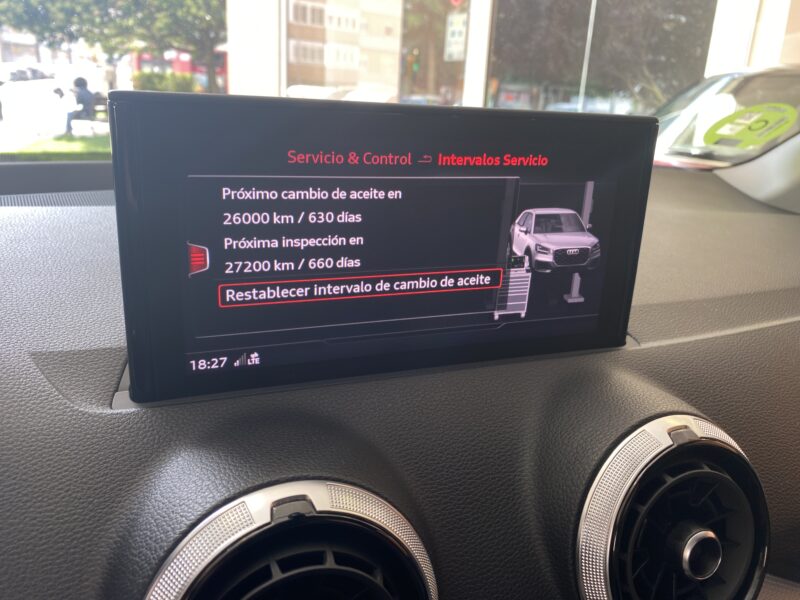 Servicio & Control Intervalos Servicio
Próximo cambio de aceite en
26000 km / 630 días
Próxima inspección en
27200 km / 660 días
Restablecer intervalo de cambio de aceite
18:27 LTE